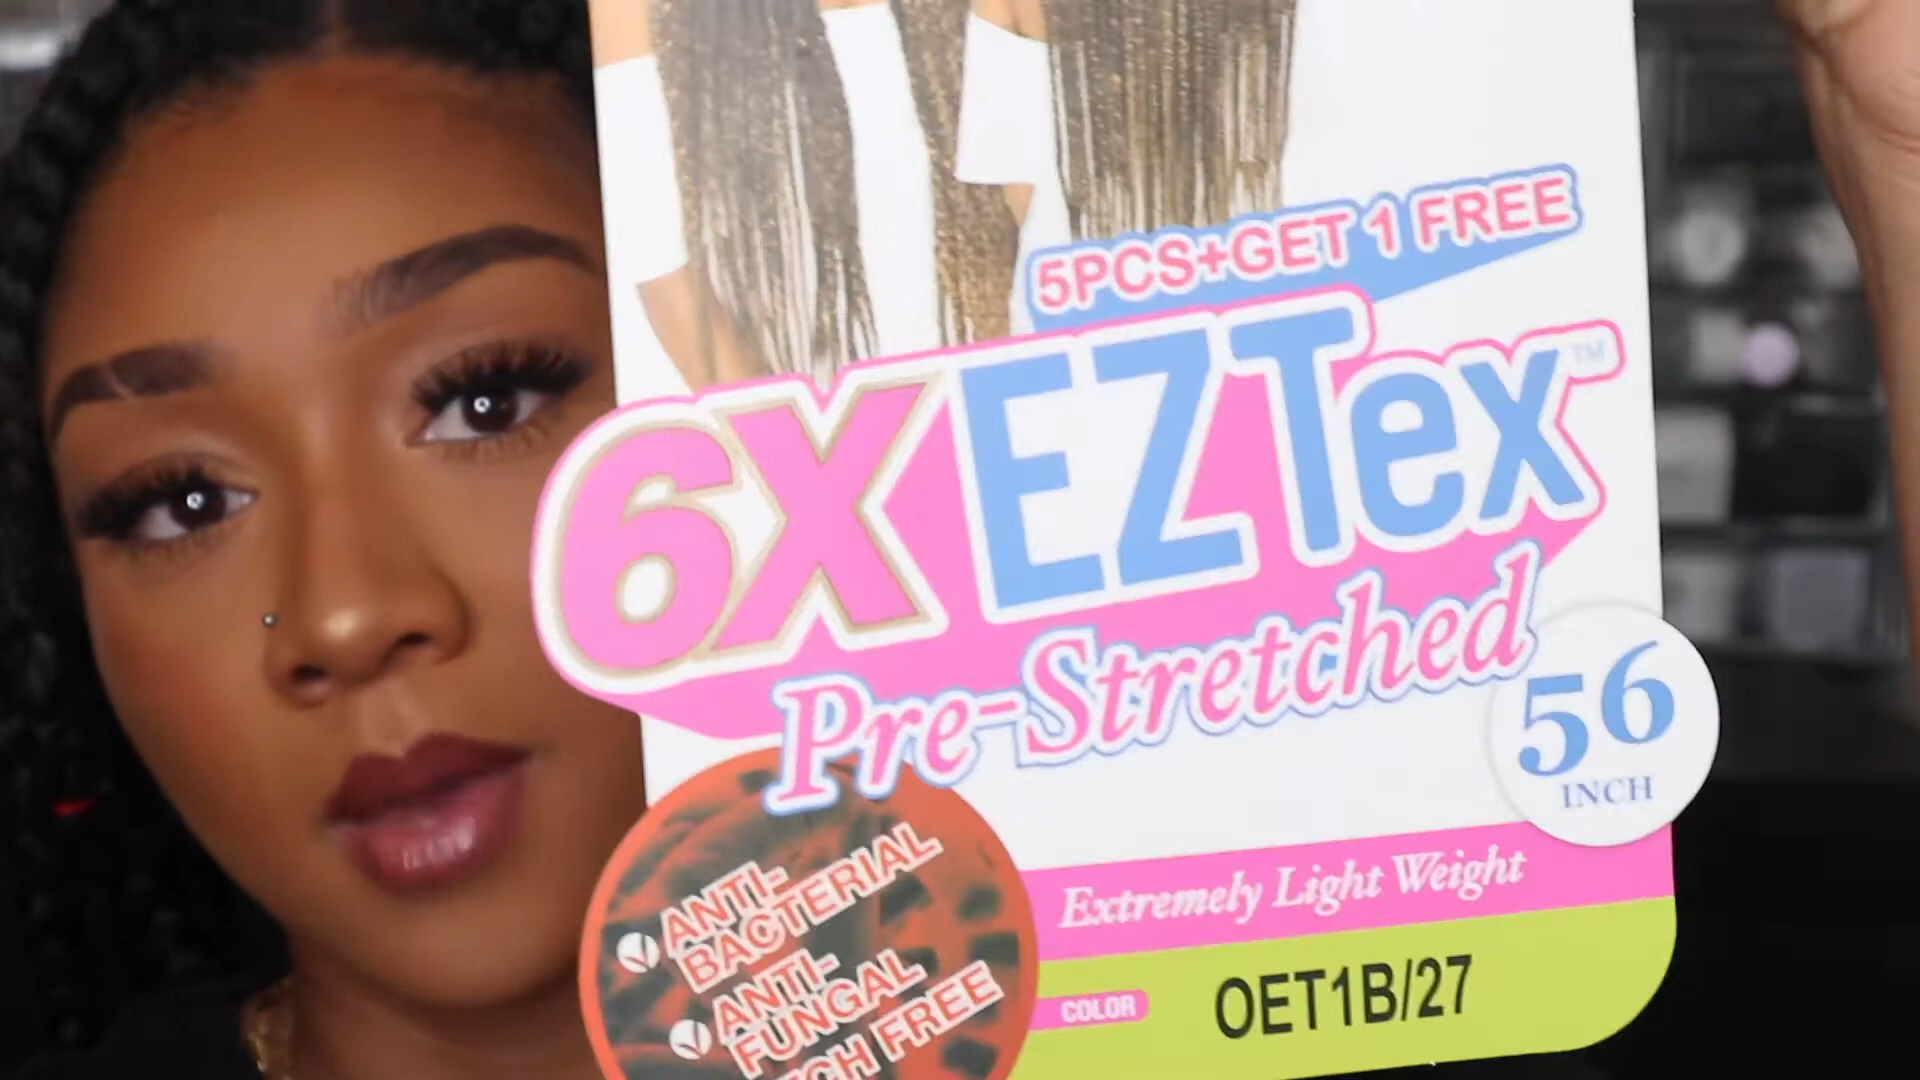 5PCS+GET 1 FREE
6X EZTex™
Pre-Stretched
56
INCH
Extremely Light Weight
COLOR OET1B/27
ANTI-
BACTERIAL
ANTI-
FUNGAL
FREE